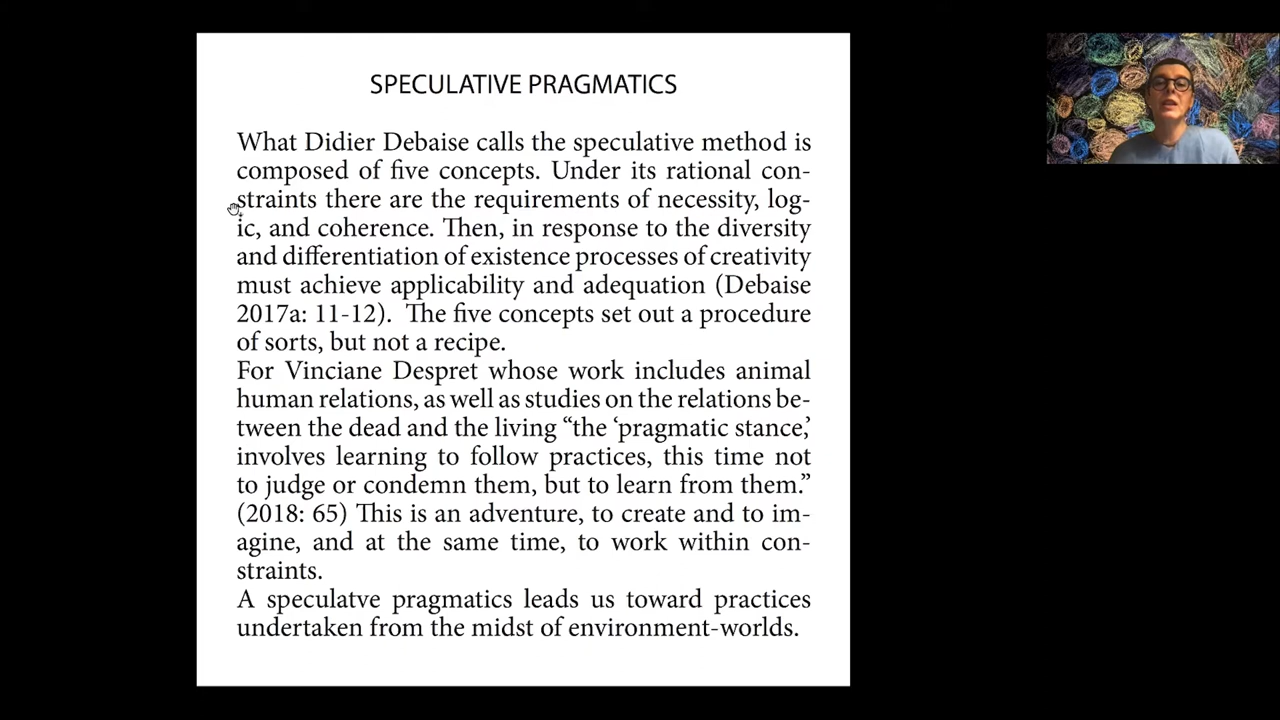 SPECULATIVE PRAGMATICS
What Didier Debaise calls the speculative method is
composed of five concepts. Under its rational con-
straints there are the requirements of necessity, log-
ic, and coherence. Then, in response to the diversity
and differentiation of existence processes of creativity
must achieve applicability and adequation (Debaise
2017a: 11-12).  The five concepts set out a procedure
of sorts, but not a recipe.
For Vinciane Despret whose work includes animal
human relations, as well as studies on the relations be-
tween the dead and the living “the ‘pragmatic stance,’
involves learning to follow practices, this time not
to judge or condemn them, but to learn from them.”
(2018: 65) This is an adventure, to create and to im-
agine, and at the same time, to work within con-
straints.
A speculatve pragmatics leads us toward practices
undertaken from the midst of environment-worlds.